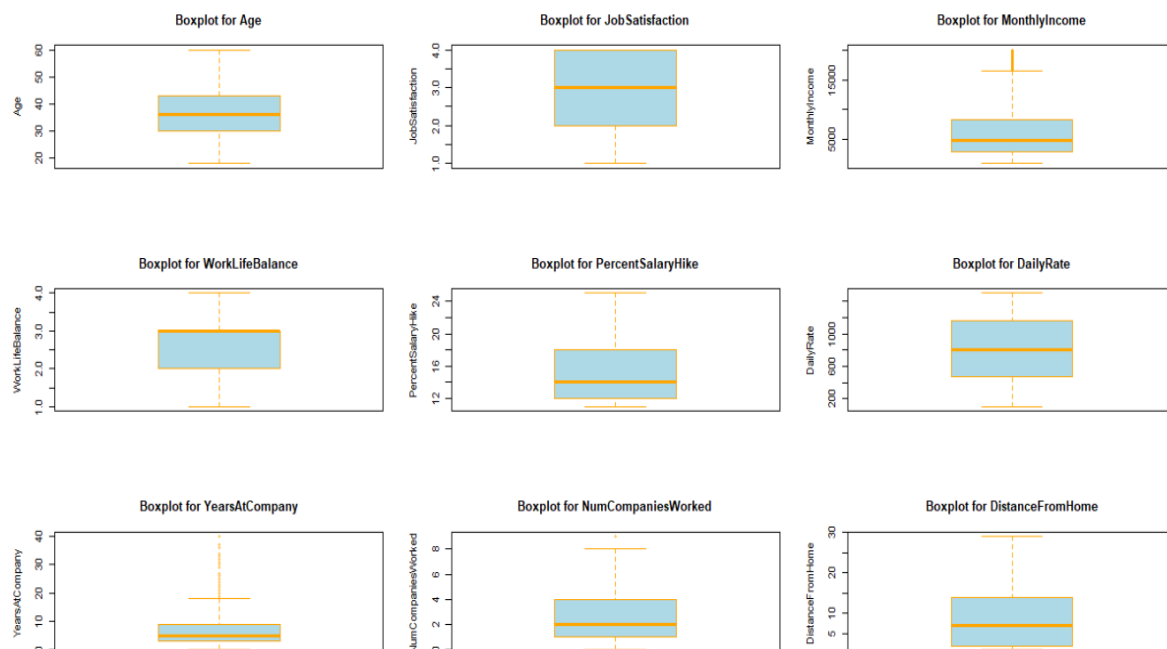 Boxplot for Age
Age
20 30 40 50 60
Boxplot for JobSatisfaction
JobSatisfaction
1.0 2.0 3.0 4.0
Boxplot for MonthlyIncome
MonthlyIncome
5000 15000
Boxplot for WorkLifeBalance
WorkLifeBalance
1.0 2.0 3.0 4.0
Boxplot for PercentSalaryHike
PercentSalaryHike
12 16 20 24
Boxplot for DailyRate
DailyRate
200 600 1000
Boxplot for YearsAtCompany
YearsAtCompany
0 10 20 30 40
Boxplot for NumCompaniesWorked
NumCompaniesWorked
0 2 4 6 8
Boxplot for DistanceFromHome
DistanceFromHome
5 10 20 30